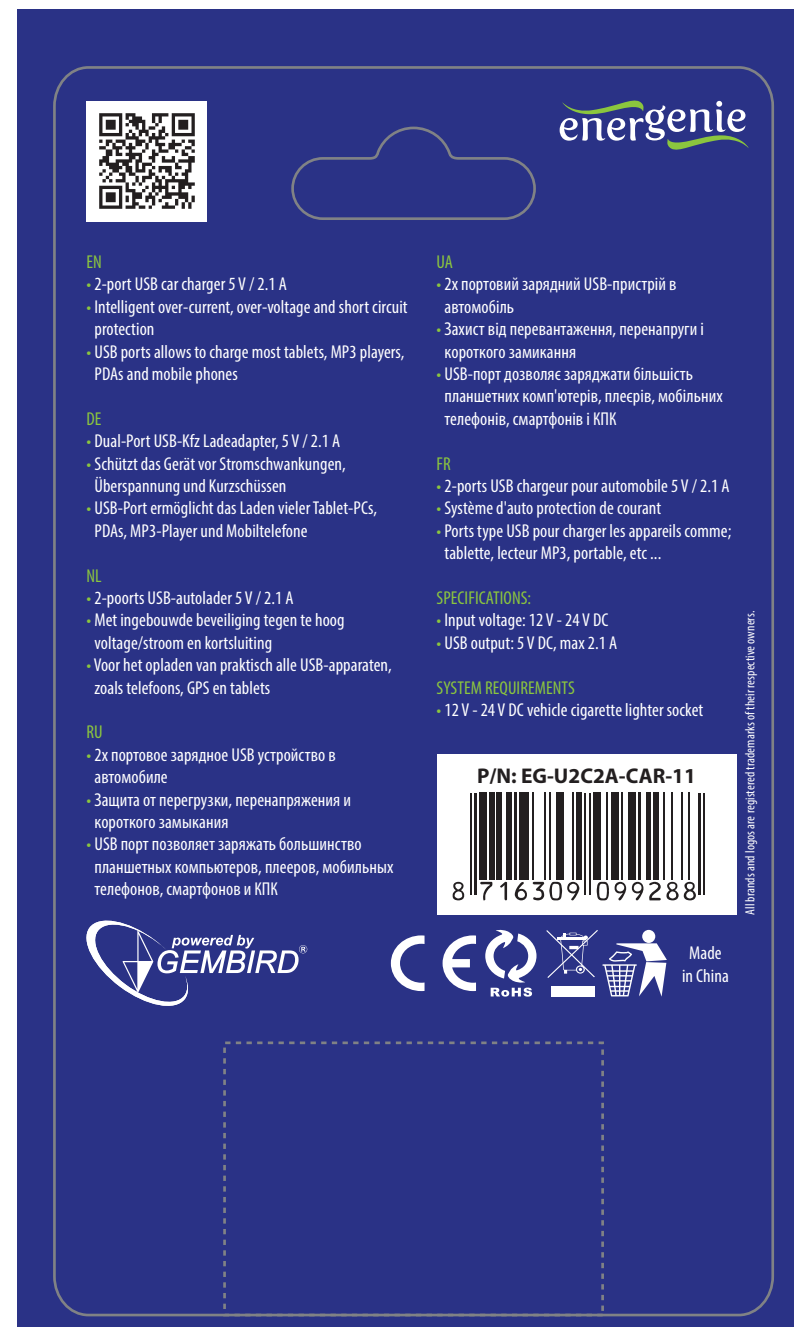 energenie
EN
• 2-port USB car charger 5 V / 2.1 A
• Intelligent over-current, over-voltage and short circuit
protection
• USB ports allows to charge most tablets, MP3 players,
PDAs and mobile phones
DE
• Dual-Port USB-Kfz Ladeadapter, 5 V / 2.1 A
• Schützt das Gerät vor Stromschwankungen,
Überspannung und Kurzschüssen
• USB-Port ermöglicht das Laden vieler Tablet-PCs,
PDAs, MP3-Player und Mobiltelefone
NL
• 2-poorts USB-autolader 5 V / 2.1 A
• Met ingebouwde beveiliging tegen te hoog
voltage/stroom en kortsluiting
• Voor het opladen van praktisch alle USB-apparaten,
zoals telefoons, GPS en tablets
RU
• 2x портовое зарядное USB устройство в
автомобиле
• Защита от перегрузки, перенапряжения и
короткого замыкания
• USB порт позволяет заряжать большинство
планшетных компьютеров, плееров, мобильных
телефонов, смартфонов и КПК
UA
• 2x портовий зарядний USB-пристрій в
автомобіль
• Захист від перевантаження, перенапруги і
короткого замикання
• USB-порт дозволяє заряджати більшість
планшетних комп'ютерів, плеєрів, мобільних
телефонів, смартфонів і КПК
FR
• 2-ports USB chargeur pour automobile 5 V / 2.1 A
• Système d'auto protection de courant
• Ports type USB pour charger les appareils comme;
tablette, lecteur MP3, portable, etc ...
SPECIFICATIONS:
• Input voltage: 12 V - 24 V DC
• USB output: 5 V DC, max 2.1 A
SYSTEM REQUIREMENTS
• 12 V - 24 V DC vehicle cigarette lighter socket
All brands and logos are registered trademarks of their respective owners.
P/N: EG-U2C2A-CAR-11
8 716309 099288
powered by
GEMBIRD®
CE
RoHS
Made
in China